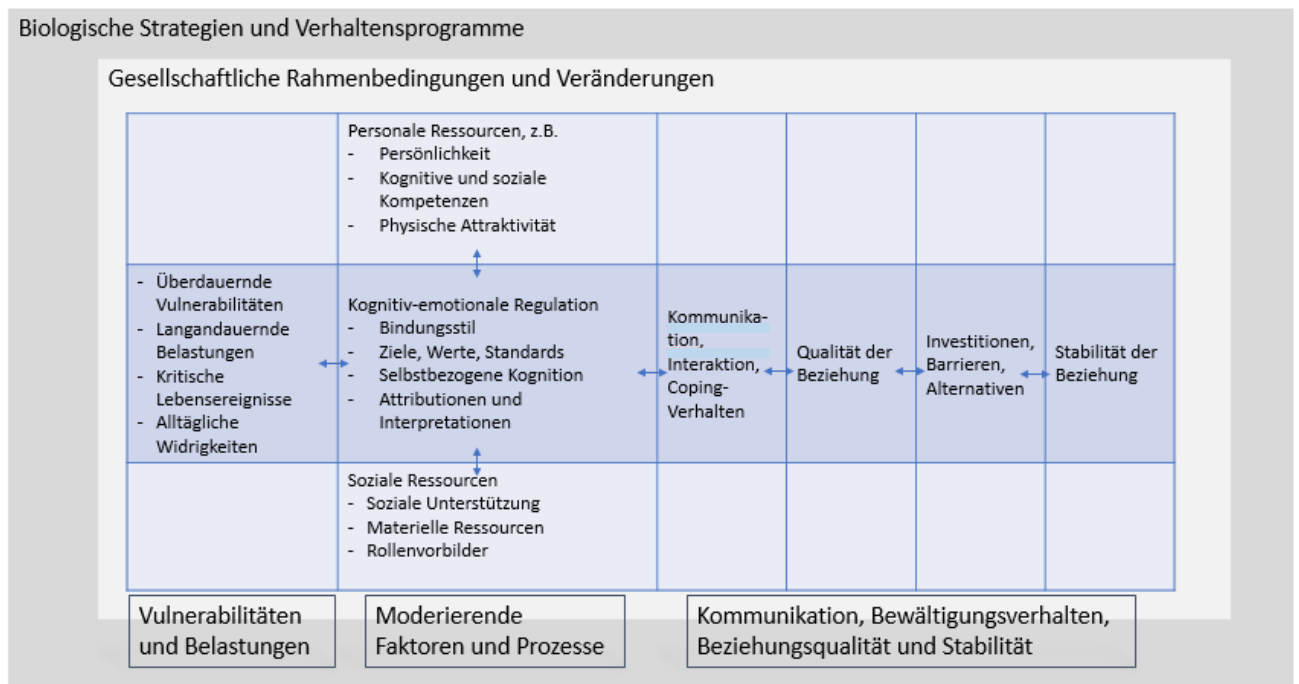 Biologische Strategien und Verhaltensprogramme
Gesellschaftliche Rahmenbedingungen und Veränderungen
Personale Ressourcen, z.B.
- Persönlichkeit
- Kognitive und soziale
Kompetenzen
- Physische Attraktivität
- Überdauernde
Vulnerabilitäten
- Langandauernde
Belastungen
- Kritische
Lebensereignisse
- Alltägliche
Widrigkeiten
Kognitiv-emotionale Regulation
- Bindungsstil
- Ziele, Werte, Standards
- Selbstbezogene Kognition
- Attributionen und
Interpretationen
Kommunika-
tion,
Interaktion,
Coping-
Verhalten
Qualität der
Beziehung
Investitionen,
Barrieren,
Alternativen
Stabilität der
Beziehung
Soziale Ressourcen
- Soziale Unterstützung
- Materielle Ressourcen
- Rollenvorbilder
Vulnerabilitäten
und Belastungen
Moderierende
Faktoren und Prozesse
Kommunikation, Bewältigungsverhalten,
Beziehungsqualität und Stabilität